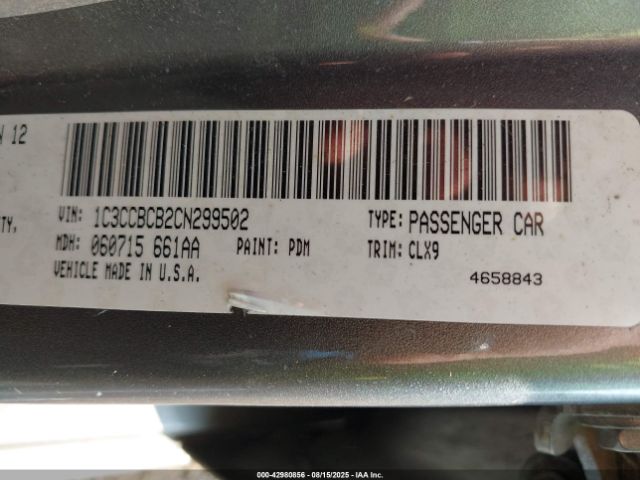 12
VIN: 1C3CCBCB2CN299502
TYPE: PASSENGER CAR
TY,
MDH: 060715 661AA
PAINT: PDM
TRIM: CLX9
VEHICLE MADE IN U.S.A.
4658843
000-42980856 - 08/15/2025 - IAA Inc.